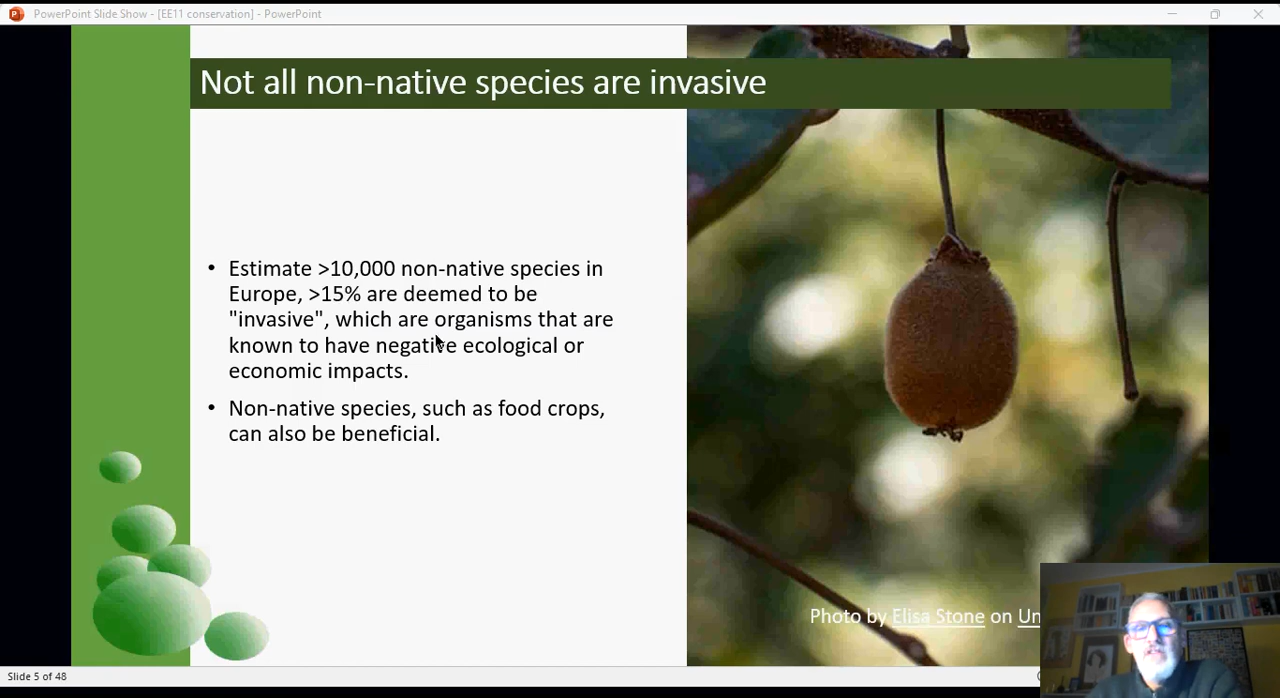 PowerPoint Slide Show - [EE11 conservation] - PowerPoint
Not all non-native species are invasive
• Estimate >10,000 non-native species in
Europe, >15% are deemed to be
"invasive", which are organisms that are
known to have negative ecological or
economic impacts.
• Non-native species, such as food crops,
can also be beneficial.
Photo by Elisa Stone on
Slide 5 of 48